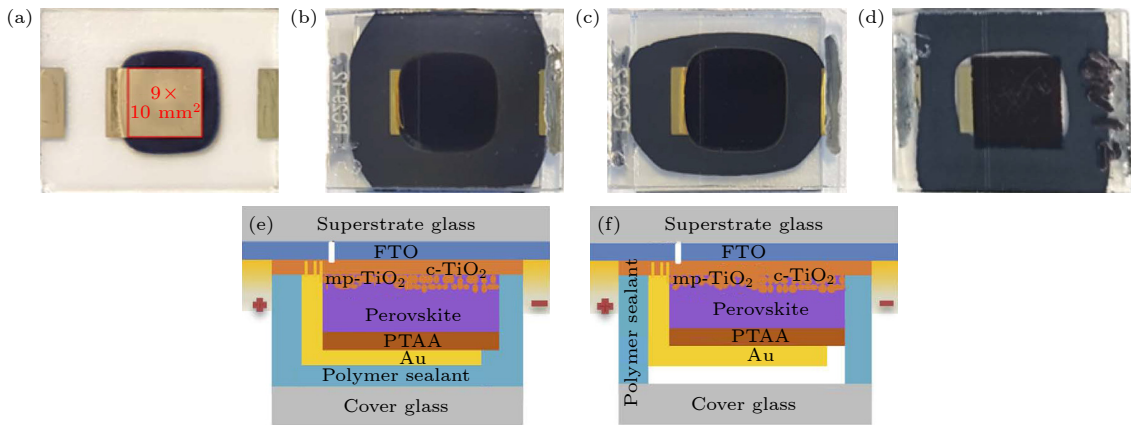 (a)
(b)
(c)
(d)
9 ×
10 mm²
(e)
Superstrate glass
FTO
mp-TiO₂
c-TiO₂
Perovskite
PTAA
Au
Polymer sealant
Cover glass
+
−
(f)
Superstrate glass
FTO
mp-TiO₂
c-TiO₂
Perovskite
PTAA
Au
Polymer sealant
Cover glass
+
−